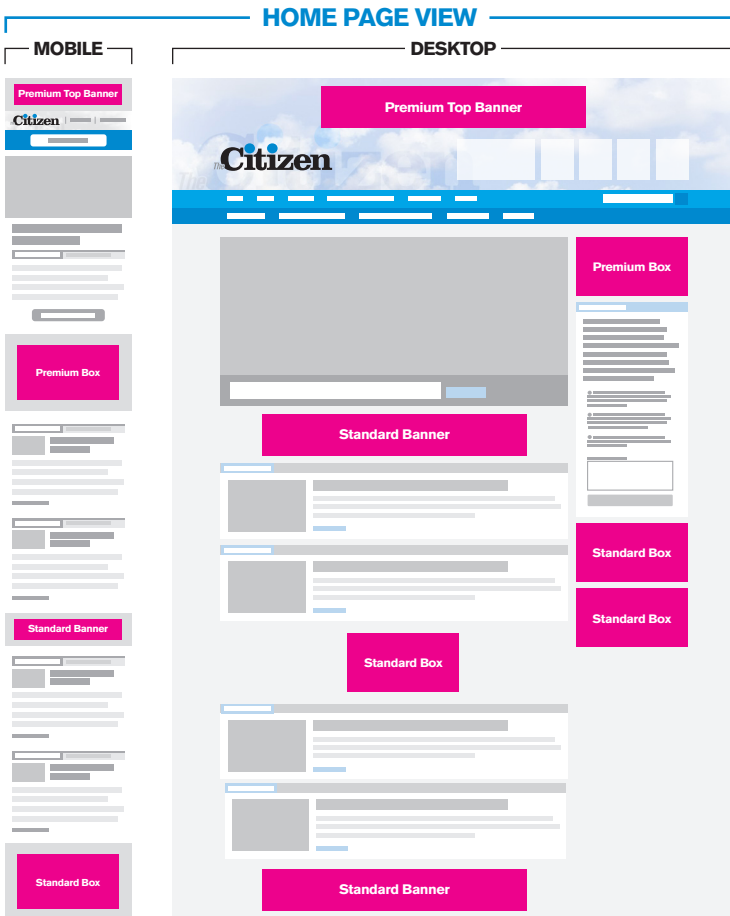 HOME PAGE VIEW
MOBILE
Premium Top Banner
Citizen
Premium Box
Standard Banner
Standard Box
DESKTOP
Premium Top Banner
The Citizen
Premium Box
Standard Banner
Standard Box
Standard Box
Standard Box
Standard Banner